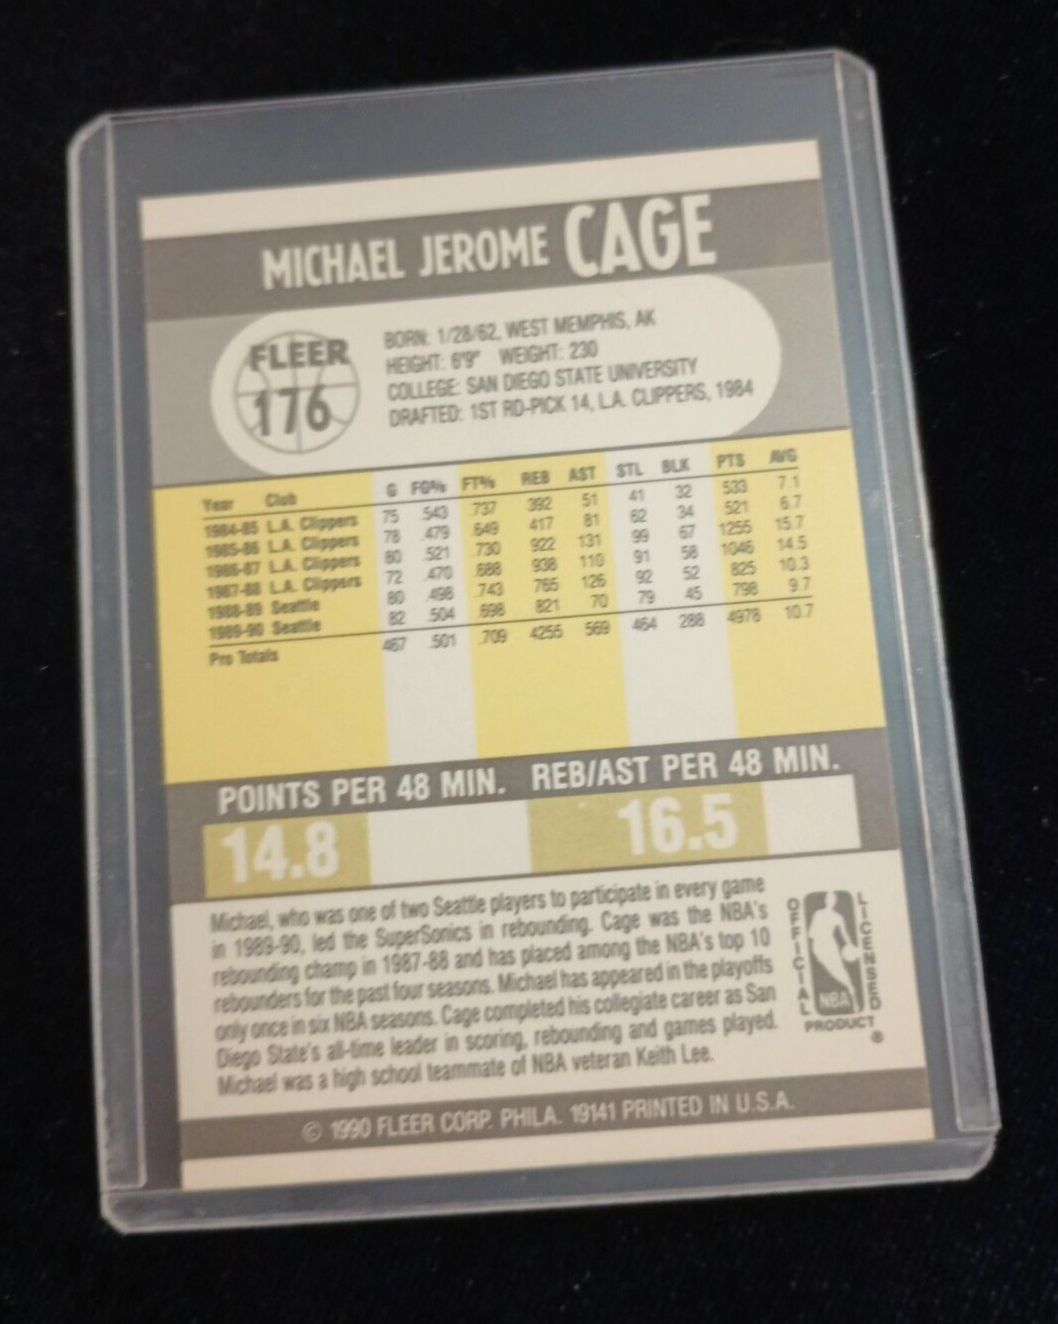 MICHAEL JEROME CAGE
FLEER
176
BORN: 1/28/62, WEST MEMPHIS, AK
HEIGHT: 6'9" WEIGHT: 230
COLLEGE: SAN DIEGO STATE UNIVERSITY
DRAFTED: 1ST RD-PICK 14, L.A. CLIPPERS, 1984
Year Club G FG% FT% REB AST STL BLK PTS AVG
1984-85 L.A. Clippers 75 .543 .737 392 51 41 32 533 7.1
1985-86 L.A. Clippers 78 .479 .649 417 81 62 34 521 6.7
1986-87 L.A. Clippers 80 .521 .730 922 131 99 67 1255 15.7
1987-88 L.A. Clippers 72 .470 .688 938 110 91 58 1046 14.5
1988-89 Seattle 80 .498 .743 765 126 92 52 825 10.3
1989-90 Seattle 82 .504 .698 821 70 79 45 798 9.7
Pro Totals 467 .501 .709 4255 569 464 288 4978 10.7
POINTS PER 48 MIN. REB/AST PER 48 MIN.
14.8 16.5
Michael, who was one of two Seattle players to participate in every game
in 1989-90, led the SuperSonics in rebounding. Cage was the NBA's
rebounding champ in 1987-88 and has placed among the NBA's top 10
rebounders for the past four seasons. Michael has appeared in the playoffs
only once in six NBA seasons. Cage completed his collegiate career as San
Diego State's all-time leader in scoring, rebounding and games played.
Michael was a high school teammate of NBA veteran Keith Lee.
OFFICIAL
LICENSED
NBA
PRODUCT
®
© 1990 FLEER CORP. PHILA. 19141 PRINTED IN U.S.A.